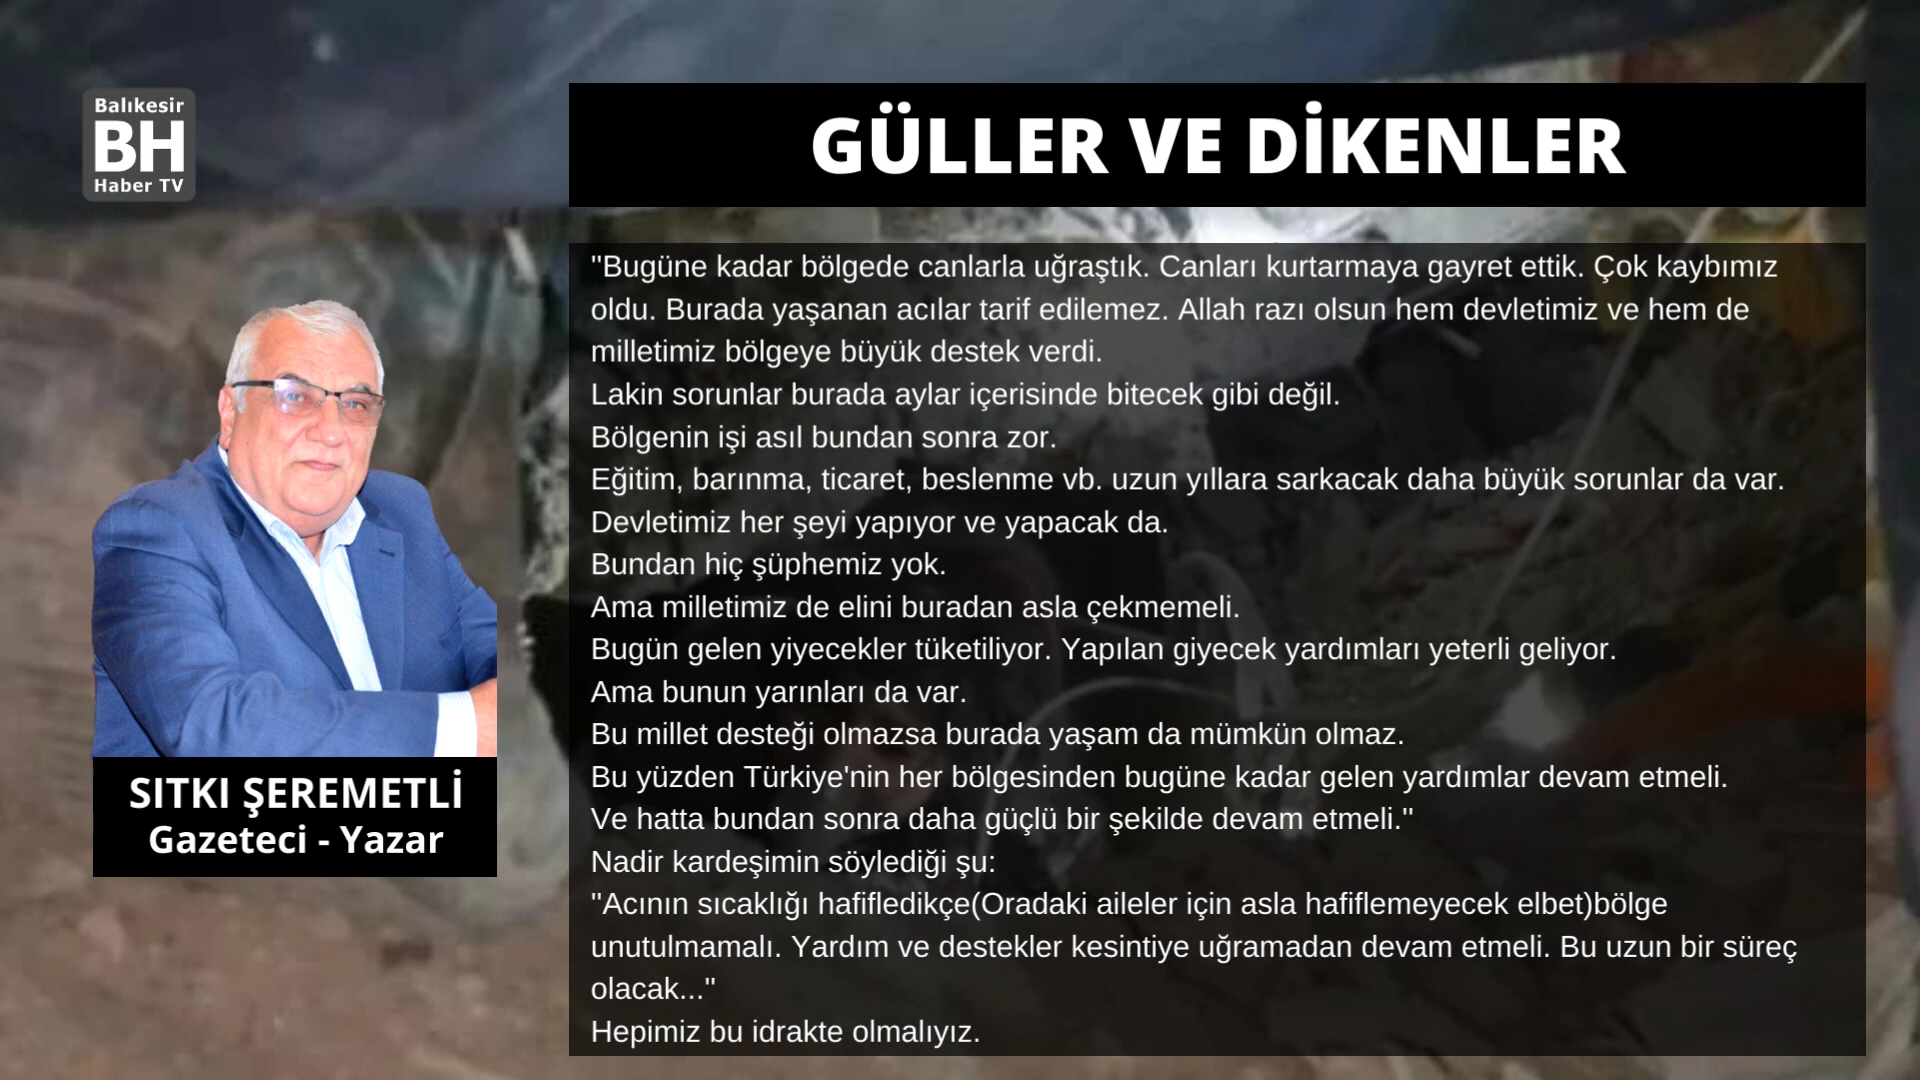 Balıkesir
BH
Haber TV
GÜLLER VE DİKENLER
"Bugüne kadar bölgede canlarla uğraştık. Canları kurtarmaya gayret ettik. Çok kaybımız
oldu. Burada yaşanan acılar tarif edilemez. Allah razı olsun hem devletimiz ve hem de
milletimiz bölgeye büyük destek verdi.
Lakin sorunlar burada aylar içerisinde bitecek gibi değil.
Bölgenin işi asıl bundan sonra zor.
Eğitim, barınma, ticaret, beslenme vb. uzun yıllara sarkacak daha büyük sorunlar da var.
Devletimiz her şeyi yapıyor ve yapacak da.
Bundan hiç şüphemiz yok.
Ama milletimiz de elini buradan asla çekmemeli.
Bugün gelen yiyecekler tüketiliyor. Yapılan giyecek yardımları yeterli geliyor.
Ama bunun yarınları da var.
Bu millet desteği olmazsa burada yaşam da mümkün olmaz.
Bu yüzden Türkiye'nin her bölgesinden bugüne kadar gelen yardımlar devam etmeli.
Ve hatta bundan sonra daha güçlü bir şekilde devam etmeli."
Nadir kardeşimin söylediği şu:
"Acının sıcaklığı hafifledikçe(Oradaki aileler için asla hafiflemeyecek elbet)bölge
unutulmamalı. Yardım ve destekler kesintiye uğramadan devam etmeli. Bu uzun bir süreç
olacak..."
Hepimiz bu idrakte olmalıyız.
SITKI ŞEREMETLİ
Gazeteci - Yazar